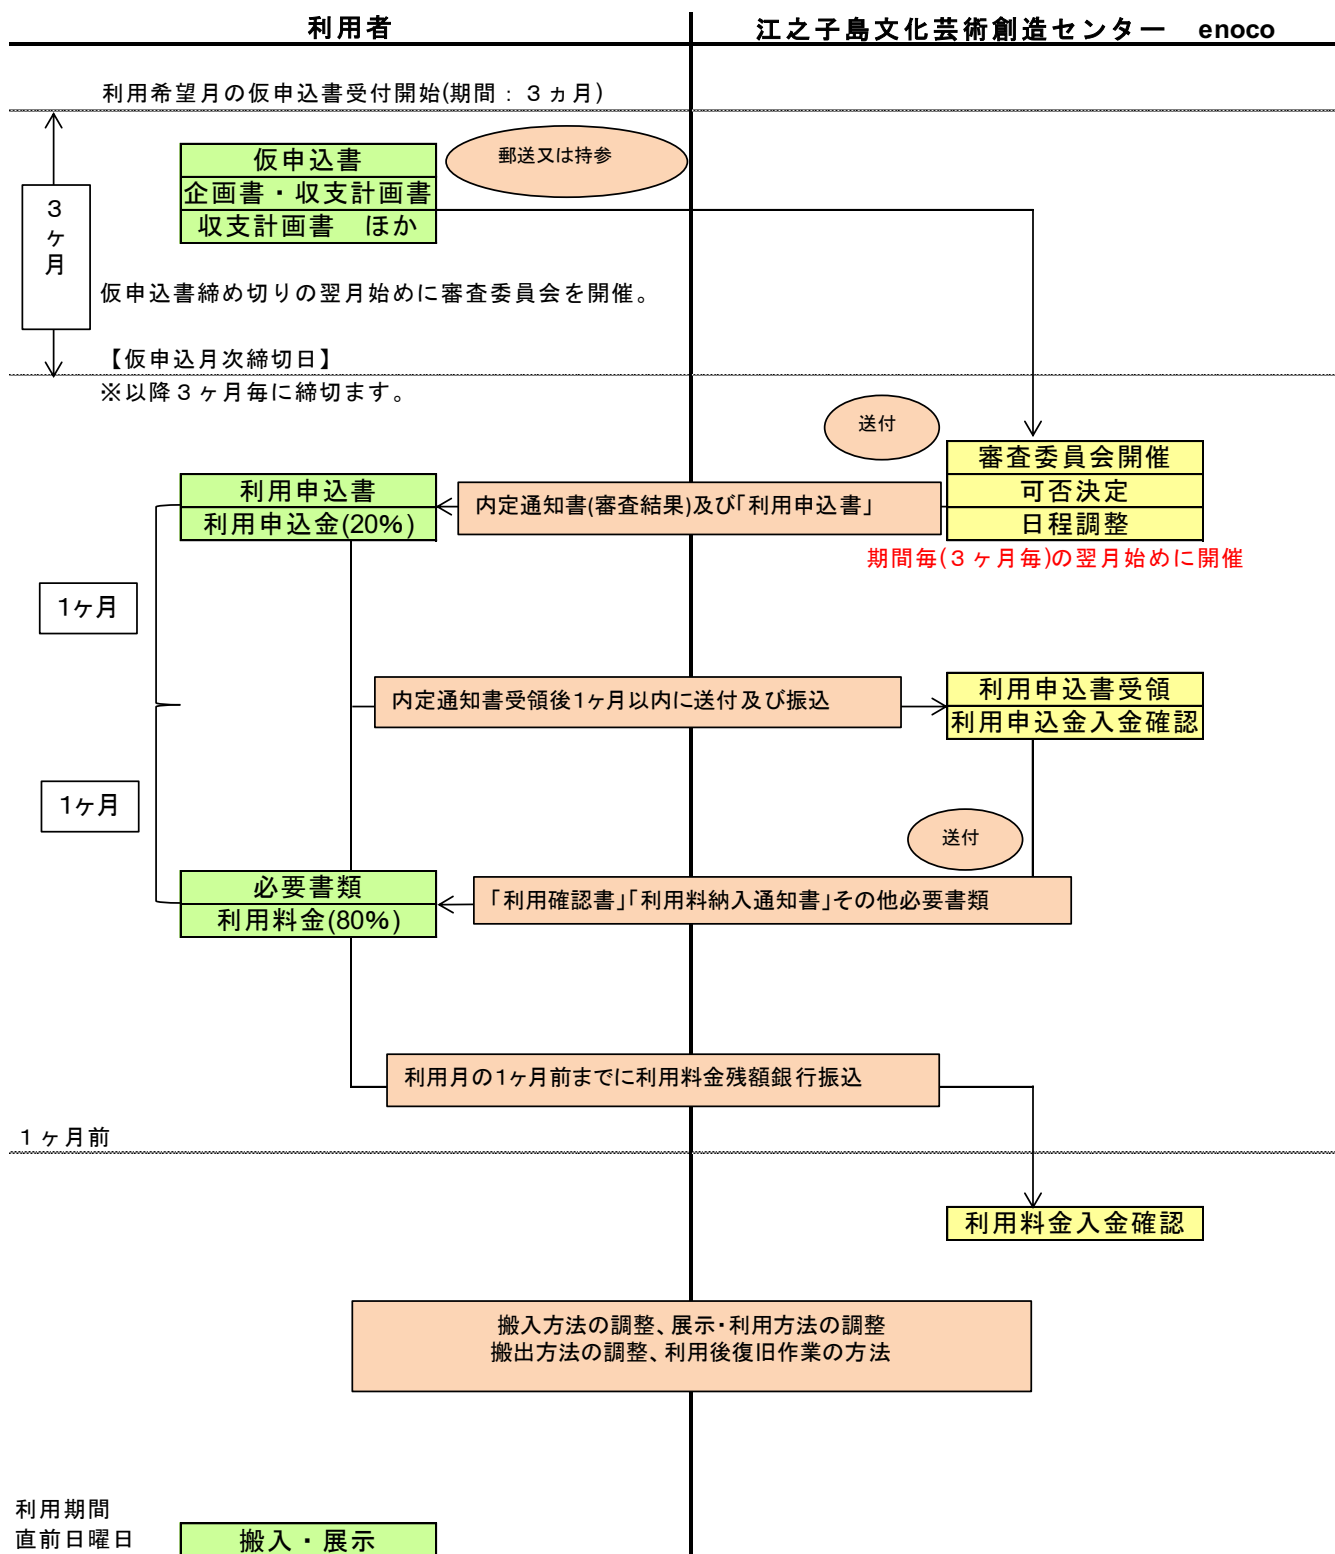 利用者
江之子島文化芸術創造センター　enoco
利用希望月の仮申込書受付開始(期間：３ヵ月)
仮申込書
企画書・収支計画書
収支計画書　ほか
郵送又は持参
３ヶ月
仮申込書締め切りの翌月始めに審査委員会を開催。
【仮申込月次締切日】
※以降３ヶ月毎に締切ます。
送付
審査委員会開催
可否決定
日程調整
期間毎(３ヶ月毎)の翌月始めに開催
内定通知書(審査結果)及び「利用申込書」
利用申込書
利用申込金(20%)
1ヶ月
内定通知書受領後1ヶ月以内に送付及び振込
利用申込書受領
利用申込金入金確認
1ヶ月
送付
必要書類
利用料金(80%)
「利用確認書」「利用料納入通知書」その他必要書類
利用月の1ヶ月前までに利用料金残額銀行振込
１ヶ月前
利用料金入金確認
搬入方法の調整、展示・利用方法の調整
搬出方法の調整、利用後復旧作業の方法
利用期間
直前日曜日
搬入・展示